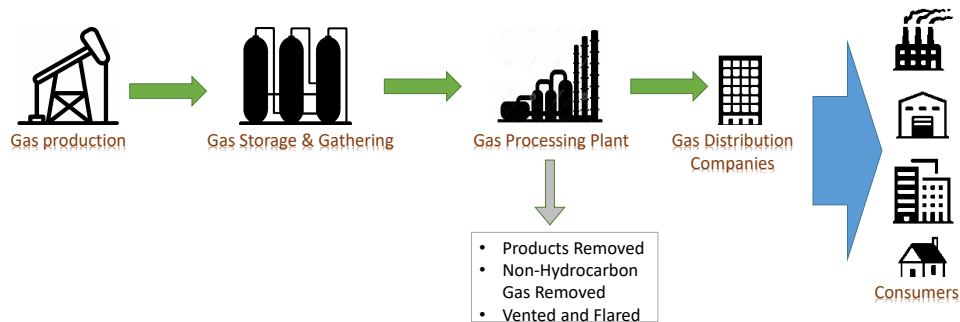 Gas production
Gas Storage & Gathering
Gas Processing Plant
Gas Distribution
Companies
• Products Removed
• Non-Hydrocarbon
Gas Removed
• Vented and Flared
Consumers